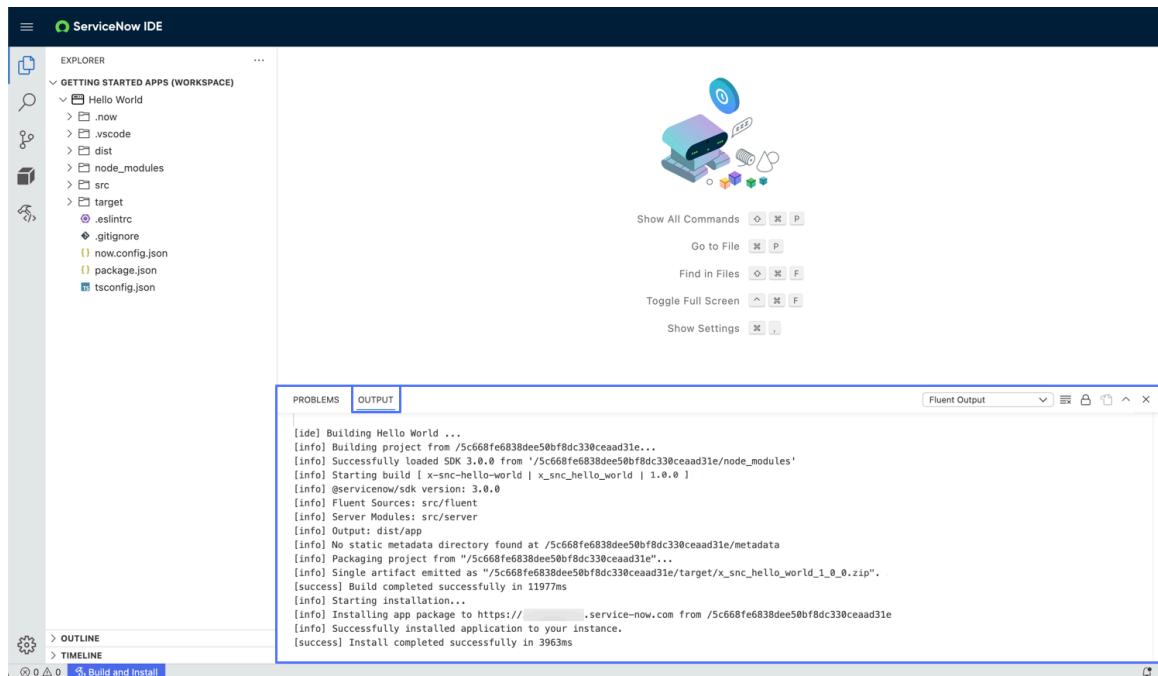 ServiceNow IDE
EXPLORER
GETTING STARTED APPS (WORKSPACE)
Hello World
.now
.vscode
dist
node_modules
src
target
.eslintrc
.gitignore
now.config.json
package.json
tsconfig.json
OUTLINE
TIMELINE
zzz
Show All Commands ⇧ ⌘ P
Go to File ⌘ P
Find in Files ⇧ ⌘ F
Toggle Full Screen ^ ⌘ F
Show Settings ⌘ ,
PROBLEMS OUTPUT Fluent Output
[ide] Building Hello World ...
[info] Building project from /5c668fe6838dee50bf8dc330ceaad31e...
[info] Successfully loaded SDK 3.0.0 from '/5c668fe6838dee50bf8dc330ceaad31e/node_modules'
[info] Starting build [ x-snc-hello-world | x_snc_hello_world | 1.0.0 ]
[info] @servicenow/sdk version: 3.0.0
[info] Fluent Sources: src/fluent
[info] Server Modules: src/server
[info] Output: dist/app
[info] No static metadata directory found at /5c668fe6838dee50bf8dc330ceaad31e/metadata
[info] Packaging project from "/5c668fe6838dee50bf8dc330ceaad31e"...
[info] Single artifact emitted as "/5c668fe6838dee50bf8dc330ceaad31e/target/x_snc_hello_world_1_0_0.zip".
[success] Build completed successfully in 11977ms
[info] Starting installation...
[info] Installing app package to https:// .service-now.com from /5c668fe6838dee50bf8dc330ceaad31e
[info] Successfully installed application to your instance.
[success] Install completed successfully in 3963ms
0 0 Build and Install